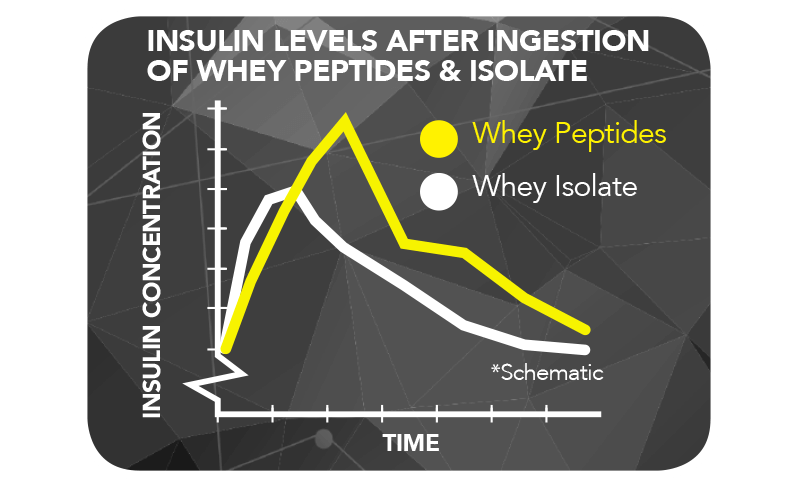 INSULIN LEVELS AFTER INGESTION
OF WHEY PEPTIDES & ISOLATE
INSULIN CONCENTRATION
Whey Peptides
Whey Isolate
*Schematic
TIME